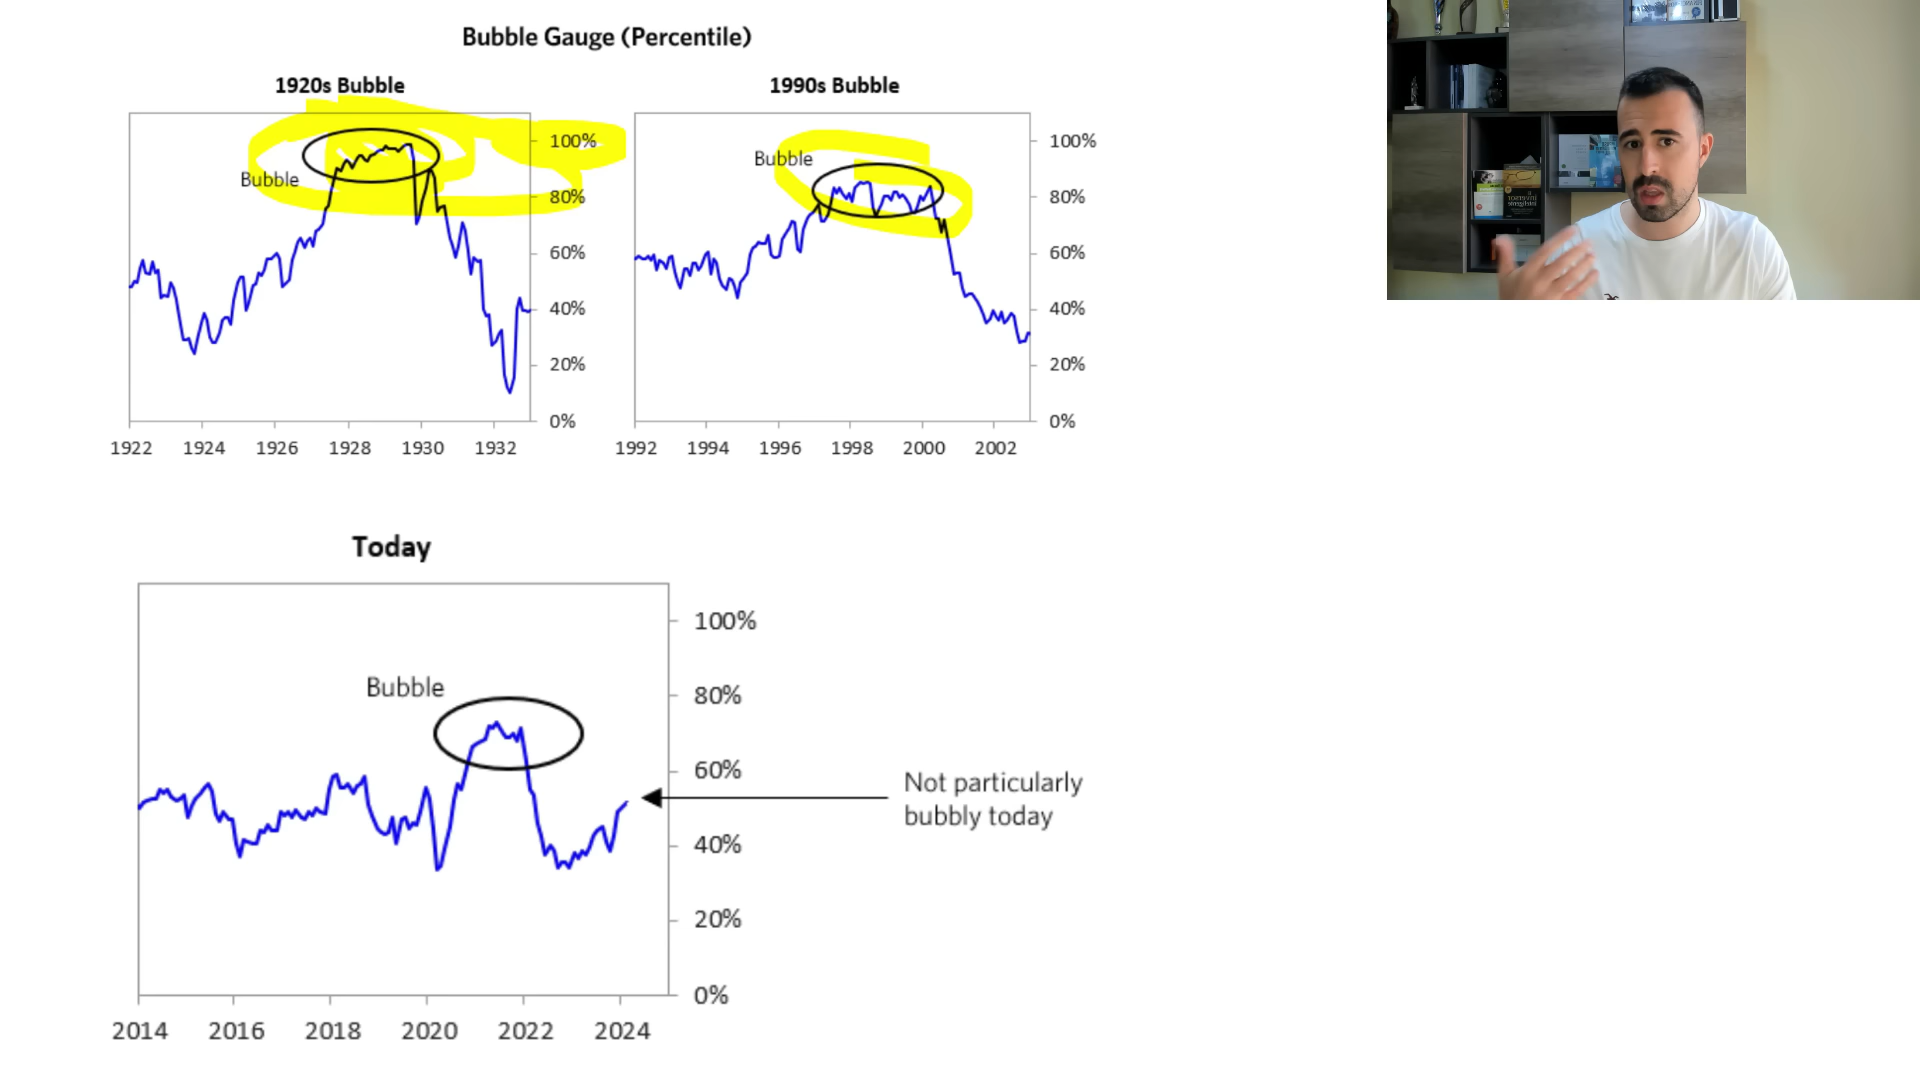 Bubble Gauge (Percentile)
1920s Bubble
Bubble
100%
80%
60%
40%
20%
0%
1922 1924 1926 1928 1930 1932
1990s Bubble
Bubble
100%
80%
60%
40%
20%
0%
1992 1994 1996 1998 2000 2002
Today
Bubble
100%
80%
60%
40%
20%
0%
2014 2016 2018 2020 2022 2024
Not particularly
bubbly today